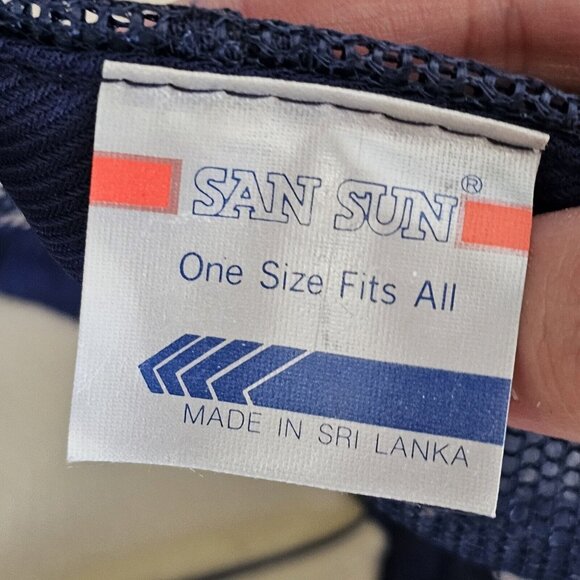 SAN SUN®
One Size Fits All
MADE IN SRI LANKA